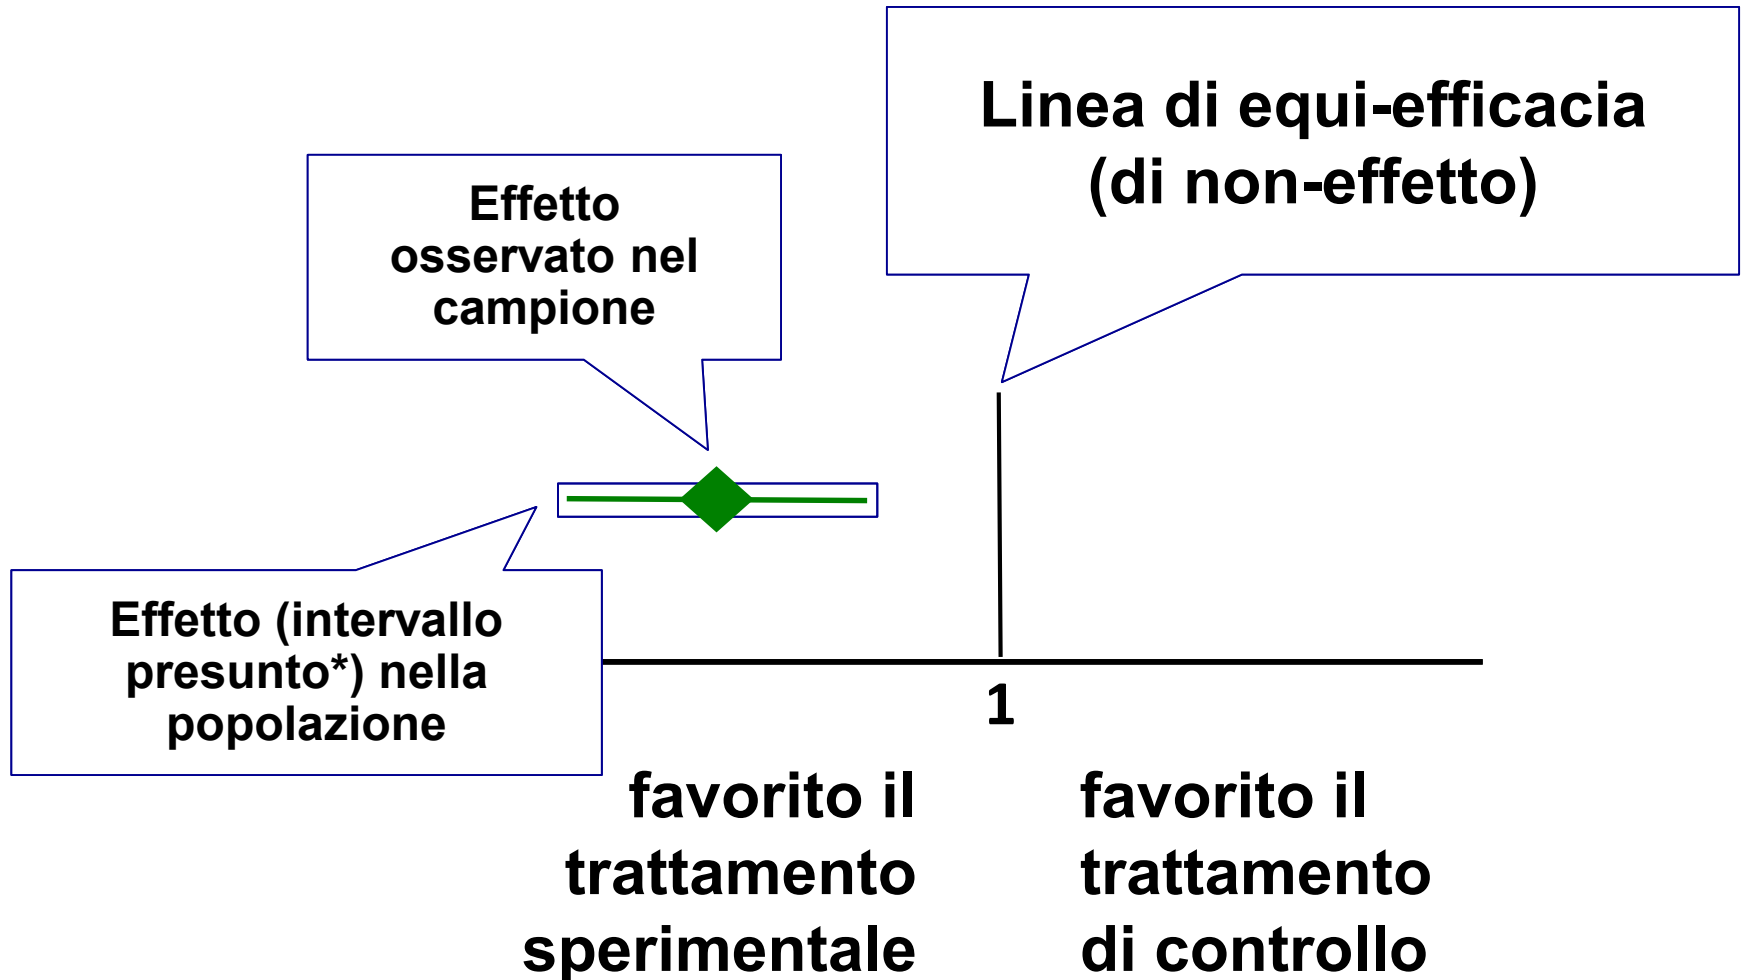 Linea di equi-efficacia
(di non-effetto)
Effetto
osservato nel
campione
Effetto (intervallo
presunto*) nella
popolazione
1
favorito il
trattamento
sperimentale
favorito il
trattamento
di controllo